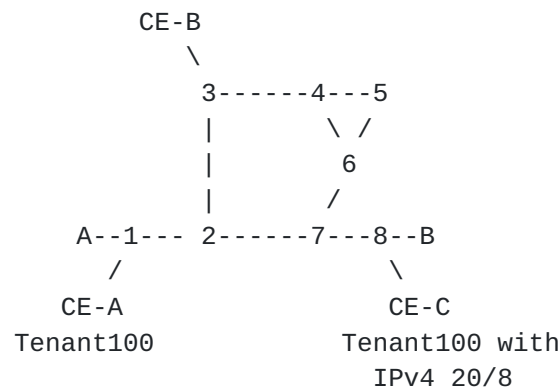 CE-B
\
3------4---5
|        \ /
|         6
|        /
A--1--- 2------7---8--B
/                 \
CE-A                CE-C
Tenant100            Tenant100 with
IPv4 20/8